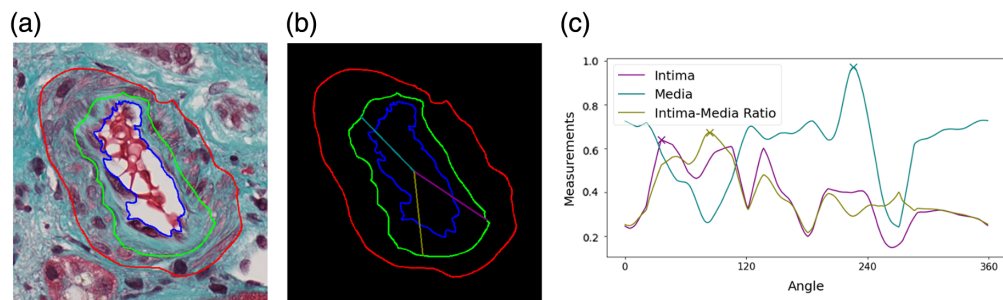 (a)
(b)
(c)
Intima
Media
Intima-Media Ratio
Measurements
1.0
0.8
0.6
0.4
0.2
0
120
240
360
Angle